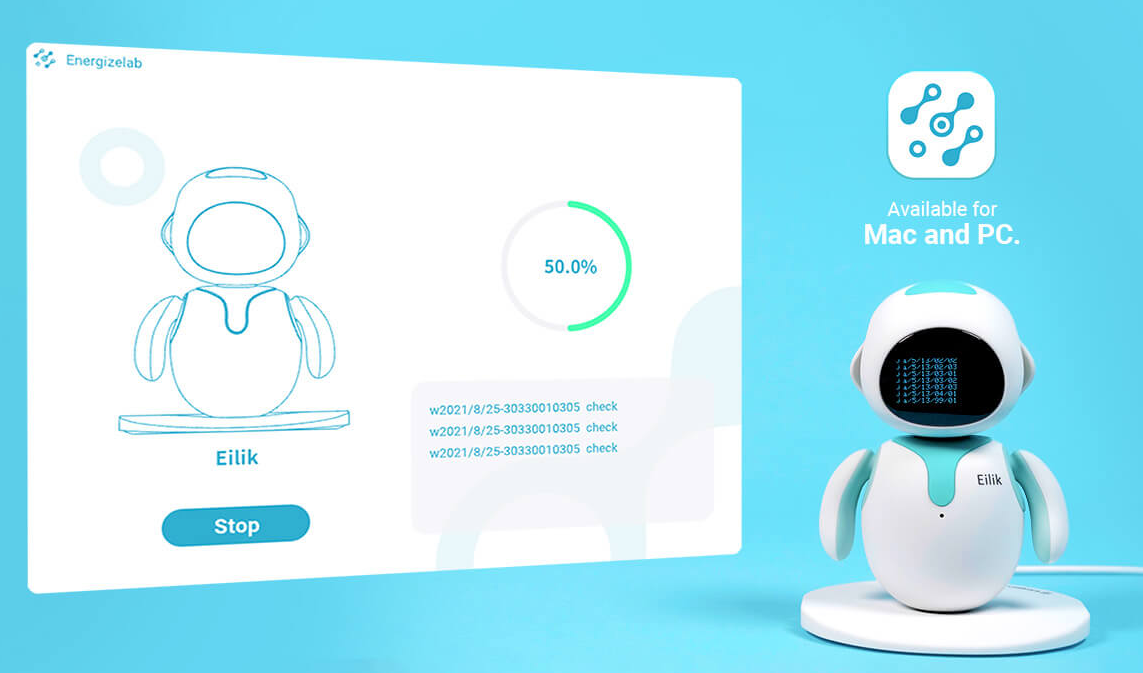 Energizelab
50.0%
w2021/8/25-30330010305 check
w2021/8/25-30330010305 check
w2021/8/25-30330010305 check
Eilik
Stop
Available for
Mac and PC.
Eilik